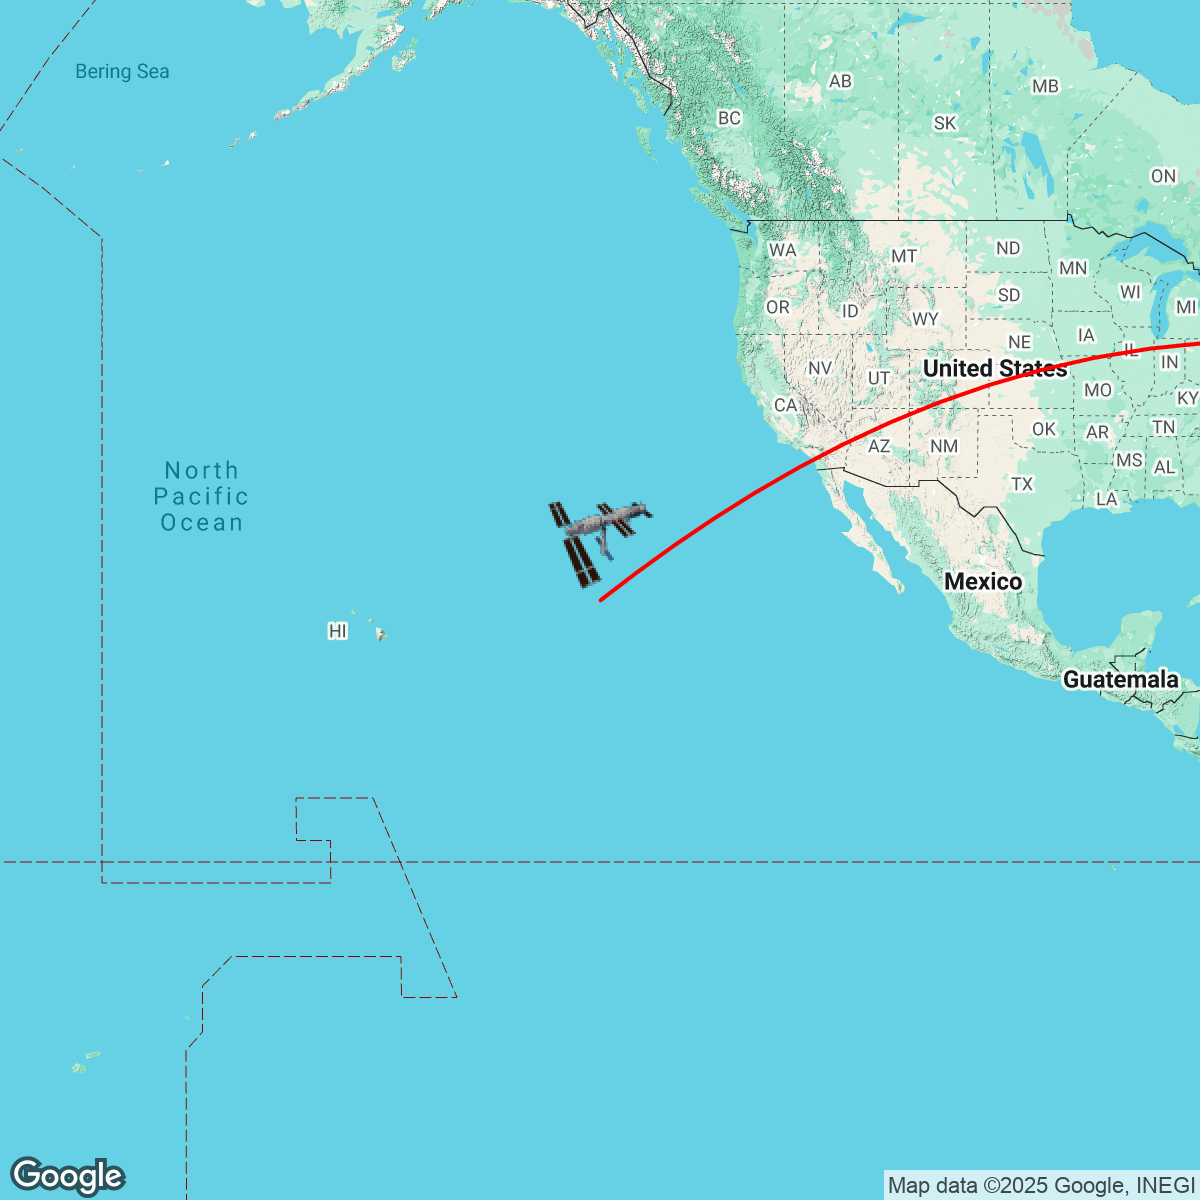 Bering Sea
AB
MB
BC
SK
ON
WA
MT
ND
MN
OR
ID
SD
WI
MI
WY
NE
IA
IL
IN
NV
UT
United States
MO
KY
CA
AZ
NM
OK
AR
TN
MS
AL
TX
LA
North
Pacific
Ocean
Mexico
HI
Guatemala
Google
Map data ©2025 Google, INEGI